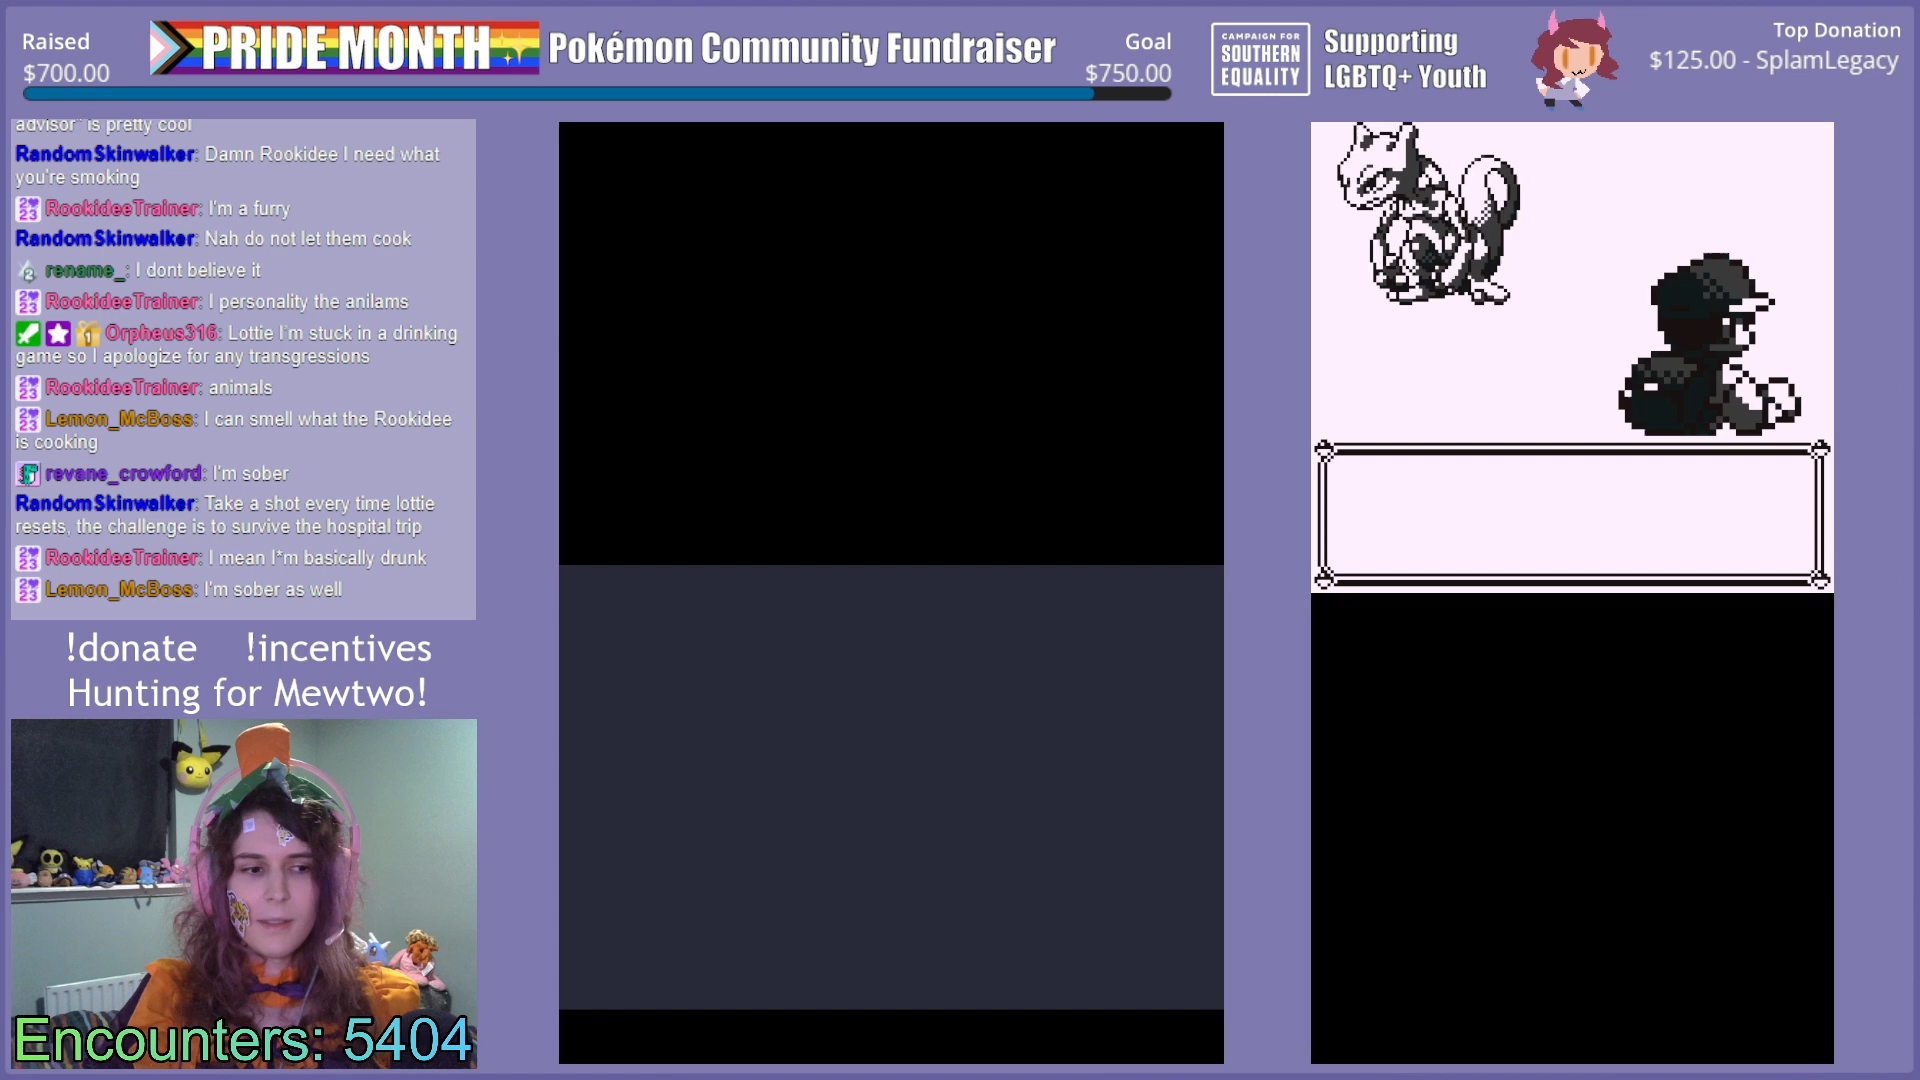 Raised
$700.00
PRIDE MONTH
Pokémon Community Fundraiser
Goal
$750.00
CAMPAIGN FOR
SOUTHERN
EQUALITY
Supporting
LGBTQ+ Youth
Top Donation
$125.00 - SplamLegacy
advisor" is pretty cool
RandomSkinwalker: Damn Rookidee I need what
you're smoking
RookideeTrainer: I'm a furry
RandomSkinwalker: Nah do not let them cook
rename_: I dont believe it
RookideeTrainer: I personality the anilams
Orpheus316: Lottie I'm stuck in a drinking
game so I apologize for any transgressions
RookideeTrainer: animals
Lemon_McBoss: I can smell what the Rookidee
is cooking
revane_crowford: I'm sober
RandomSkinwalker: Take a shot every time lottie
resets, the challenge is to survive the hospital trip
RookideeTrainer: I mean I*m basically drunk
Lemon_McBoss: I'm sober as well
!donate !incentives
Hunting for Mewtwo!
Encounters: 5404